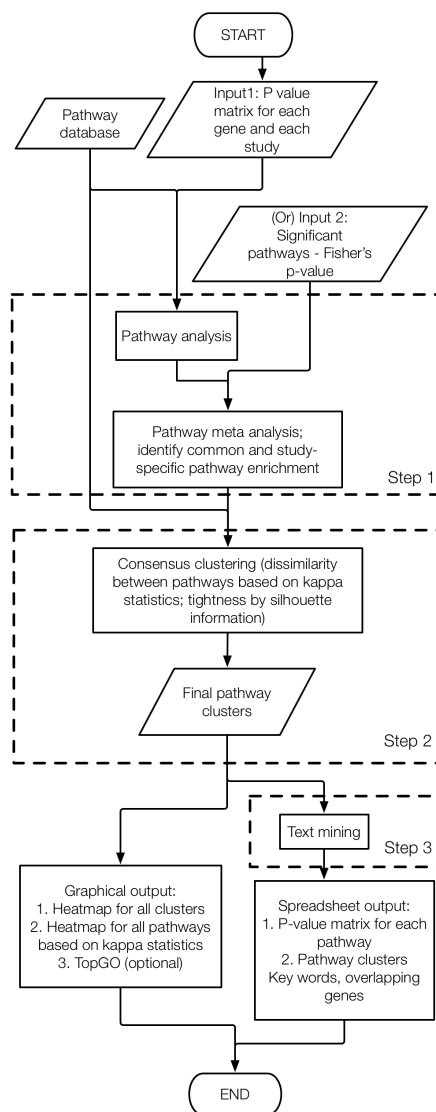 START
Input1: P value
matrix for each
gene and each
study
Pathway
database
(Or) Input 2:
Significant
pathways - Fisher's
p-value
Pathway analysis
Pathway meta analysis;
identify common and study-
specific pathway enrichment
Step 1
Consensus clustering (dissimilarity
between pathways based on kappa
statistics; tightness by silhouette
information)
Final pathway
clusters
Step 2
Text mining
Step 3
Graphical output:
1. Heatmap for all clusters
2. Heatmap for all pathways
based on kappa statistics
3. TopGO (optional)
Spreadsheet output:
1. P-value matrix for each
pathway
2. Pathway clusters
Key words, overlapping
genes
END